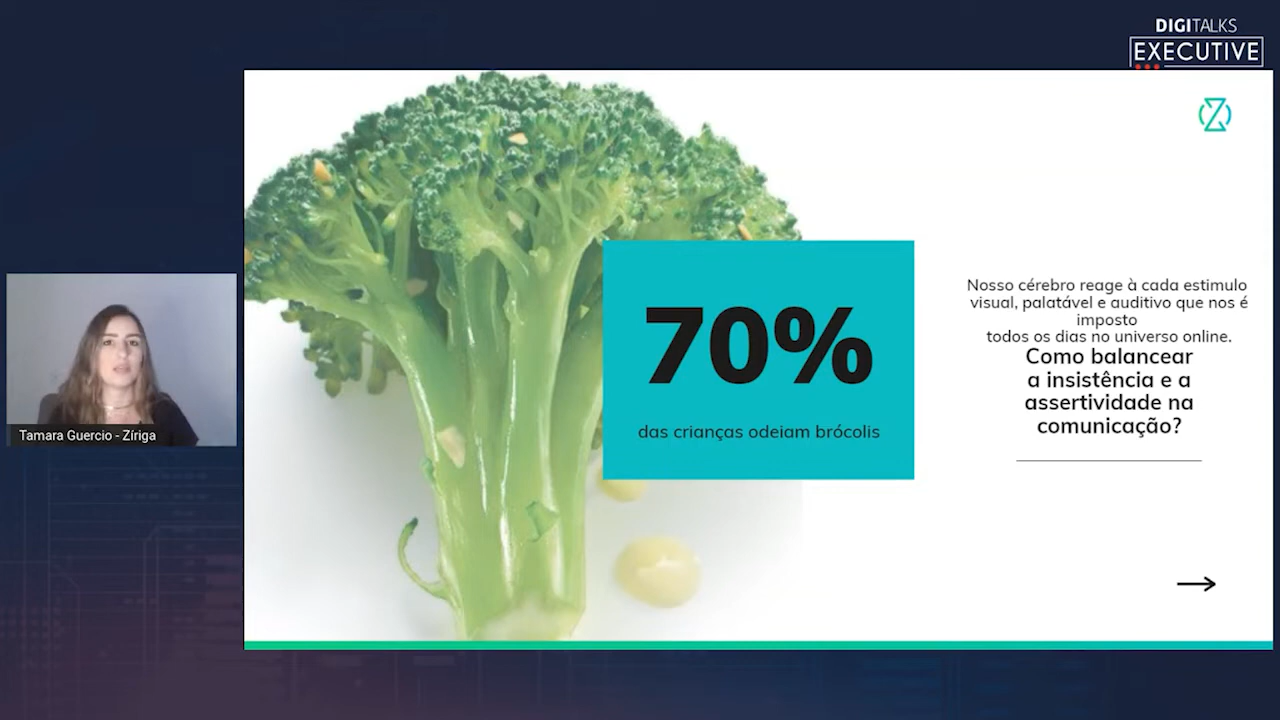 DIGITALKS
EXECUTIVE
Nosso cérebro reage à cada estimulo
visual, palatável e auditivo que nos é
imposto
todos os dias no universo online.
Como balancear
a insistência e a
assertividade na
comunicação?
70%
das crianças odeiam brócolis
Tamara Guercio - Zíriga